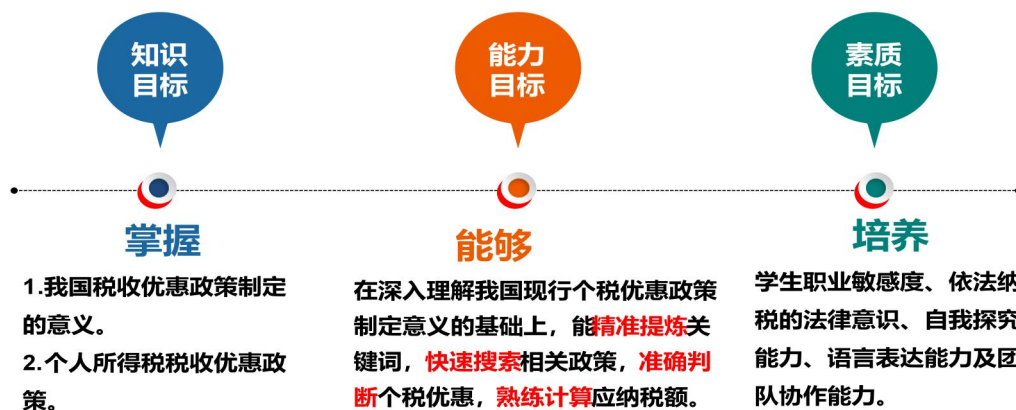 知识
目标
能力
目标
素质
目标
掌握
1.我国税收优惠政策制定
的意义。
2.个人所得税税收优惠政
策。
能够
在深入理解我国现行个税优惠政策
制定意义的基础上，能精准提炼关
键词，快速搜索相关政策，准确判
断个税优惠，熟练计算应纳税额。
培养
学生职业敏感度、依法纳
税的法律意识、自我探究
能力、语言表达能力及团
队协作能力。